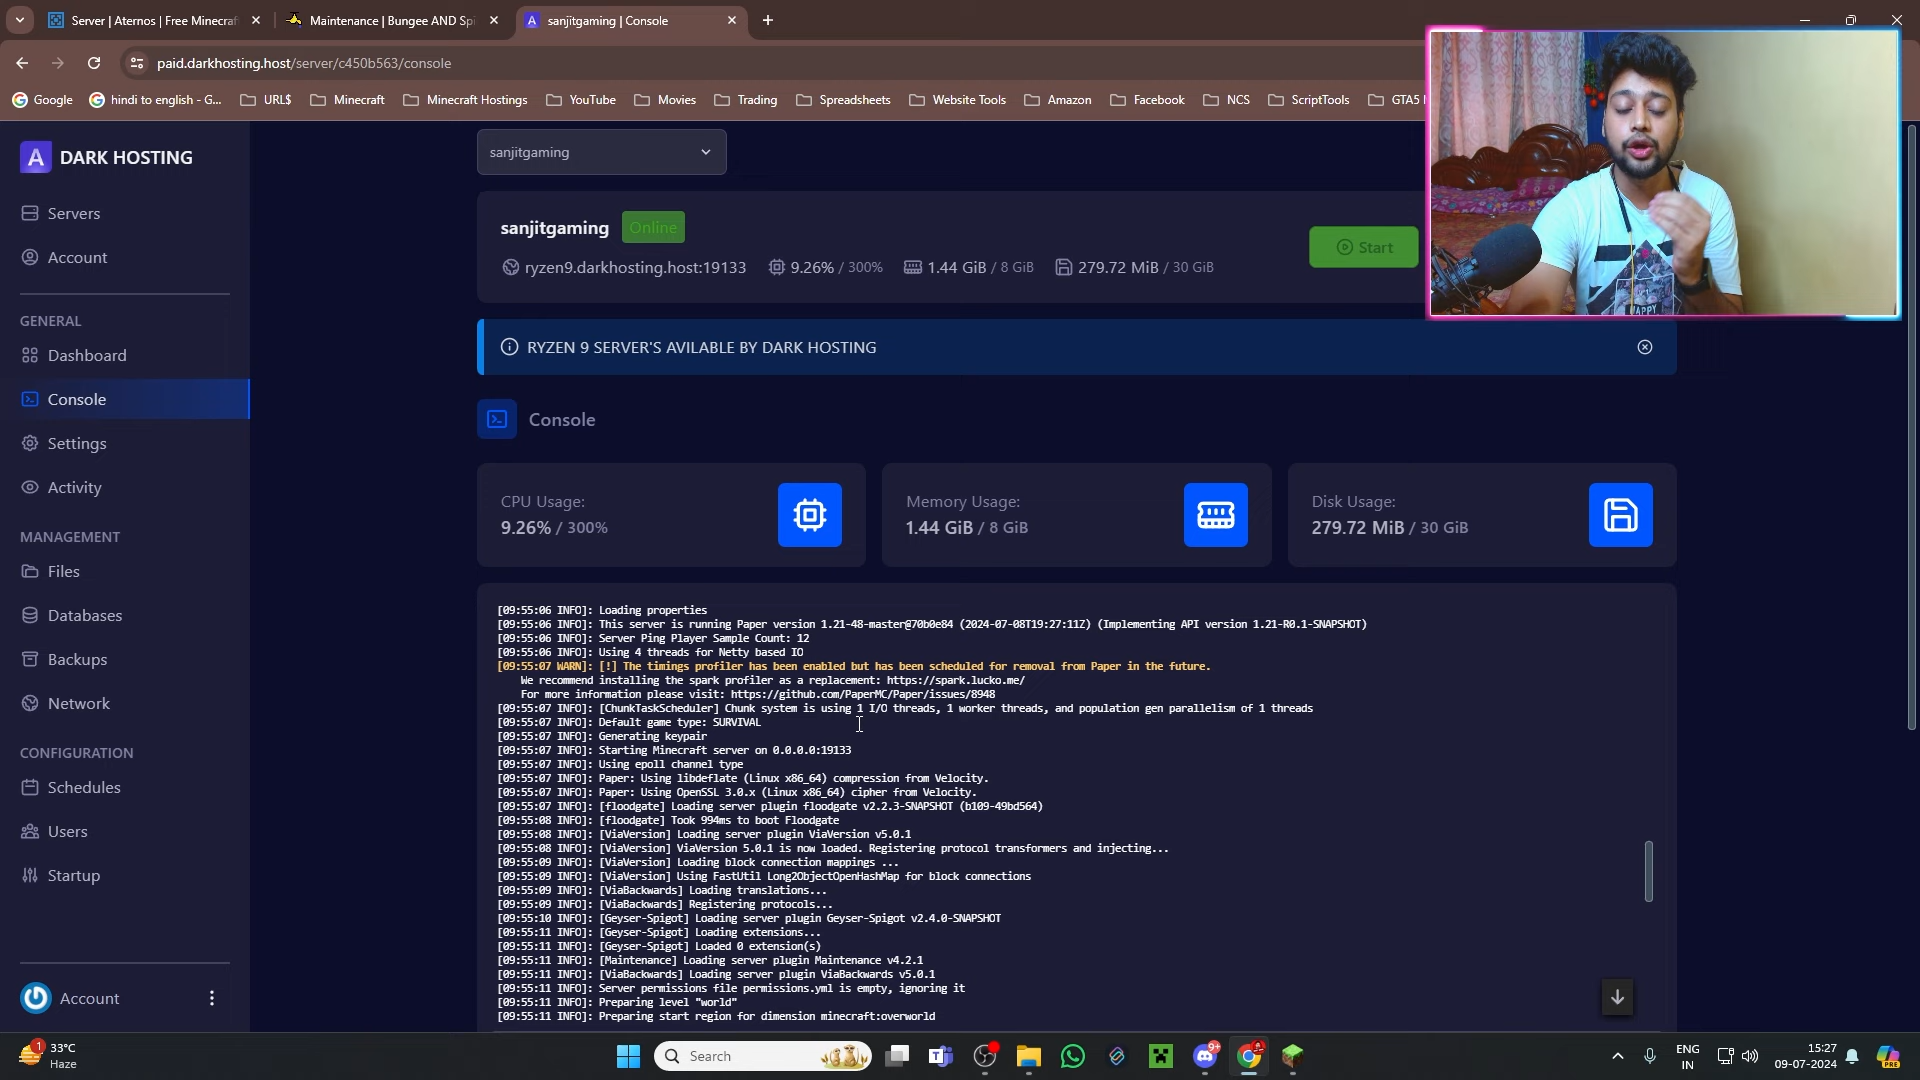 Server | Aternos | Free Minecraf
Maintenance | Bungee AND Spi
sanjitgaming | Console
paid.darkhosting.host/server/c450b563/console
Google
hindi to english - G...
URL$
Minecraft
Minecraft Hostings
YouTube
Movies
Trading
Spreadsheets
Website Tools
Amazon
Facebook
NCS
ScriptTools
GTA5
A DARK HOSTING
Servers
Account
GENERAL
Dashboard
Console
Settings
Activity
MANAGEMENT
Files
Databases
Backups
Network
CONFIGURATION
Schedules
Users
Startup
Account
sanjitgaming
sanjitgaming Online
ryzen9.darkhosting.host:19133 9.26% / 300% 1.44 GiB / 8 GiB 279.72 MiB / 30 GiB
Start
HAPPY
RYZEN 9 SERVER'S AVILABLE BY DARK HOSTING
Console
CPU Usage:
9.26% / 300%
Memory Usage:
1.44 GiB / 8 GiB
Disk Usage:
279.72 MiB / 30 GiB
[09:55:06 INFO]: Loading properties
[09:55:06 INFO]: This server is running Paper version 1.21-48-master@70b0e84 (2024-07-08T19:27:11Z) (Implementing API version 1.21-R0.1-SNAPSHOT)
[09:55:06 INFO]: Server Ping Player Sample Count: 12
[09:55:06 INFO]: Using 4 threads for Netty based IO
[09:55:07 WARN]: [!] The timings profiler has been enabled but has been scheduled for removal from Paper in the future.
We recommend installing the spark profiler as a replacement: https://spark.lucko.me/
For more information please visit: https://github.com/PaperMC/Paper/issues/8948
[09:55:07 INFO]: [ChunkTaskScheduler] Chunk system is using 1 I/O threads, 1 worker threads, and population gen parallelism of 1 threads
[09:55:07 INFO]: Default game type: SURVIVAL
[09:55:07 INFO]: Generating keypair
[09:55:07 INFO]: Starting Minecraft server on 0.0.0.0:19133
[09:55:07 INFO]: Using epoll channel type
[09:55:07 INFO]: Paper: Using libdeflate (Linux x86_64) compression from Velocity.
[09:55:07 INFO]: Paper: Using OpenSSL 3.0.x (Linux x86_64) cipher from Velocity.
[09:55:07 INFO]: [floodgate] Loading server plugin floodgate v2.2.3-SNAPSHOT (b109-49bd564)
[09:55:08 INFO]: [floodgate] Took 994ms to boot Floodgate
[09:55:08 INFO]: [ViaVersion] Loading server plugin ViaVersion v5.0.1
[09:55:08 INFO]: [ViaVersion] ViaVersion 5.0.1 is now loaded. Registering protocol transformers and injecting...
[09:55:09 INFO]: [ViaVersion] Loading block connection mappings ...
[09:55:09 INFO]: [ViaVersion] Using FastUtil Long2ObjectOpenHashMap for block connections
[09:55:09 INFO]: [ViaBackwards] Loading translations...
[09:55:09 INFO]: [ViaBackwards] Registering protocols...
[09:55:10 INFO]: [Geyser-Spigot] Loading server plugin Geyser-Spigot v2.4.0-SNAPSHOT
[09:55:11 INFO]: [Geyser-Spigot] Loading extensions...
[09:55:11 INFO]: [Geyser-Spigot] Loaded 0 extension(s)
[09:55:11 INFO]: [Maintenance] Loading server plugin Maintenance v4.2.1
[09:55:11 INFO]: [ViaBackwards] Loading server plugin ViaBackwards v5.0.1
[09:55:11 INFO]: Server permissions file permissions.yml is empty, ignoring it
[09:55:11 INFO]: Preparing level "world"
[09:55:11 INFO]: Preparing start region for dimension minecraft:overworld
1
33°C
Haze
Search
9+
ENG
IN
15:27
09-07-2024
PRE